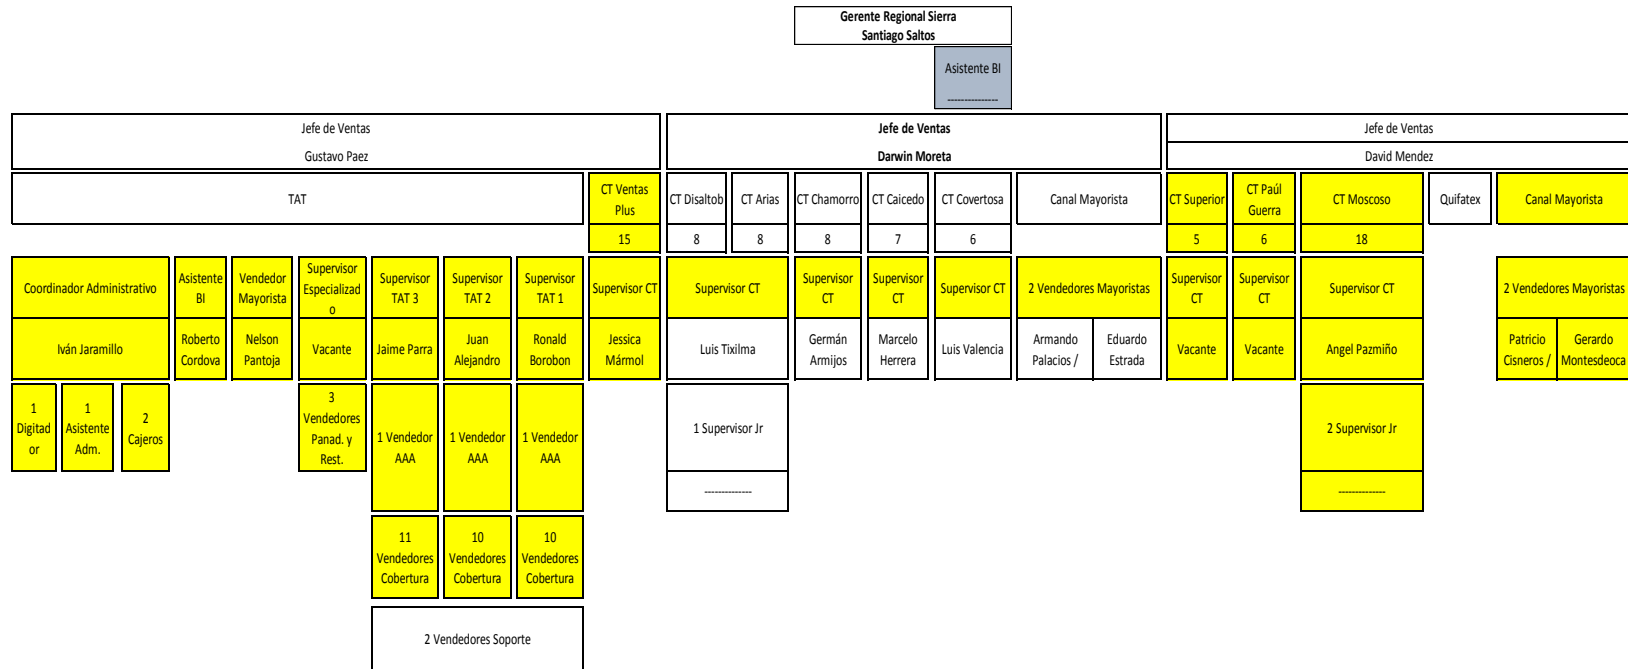 Gerente Regional Sierra
Santiago Saltos
Asistente BI
---------------
Jefe de Ventas
Gustavo Paez
Jefe de Ventas
Darwin Moreta
Jefe de Ventas
David Mendez
TAT
CT Ventas
Plus
CT Disaltob
CT Arias
CT Chamorro
CT Caicedo
CT Covertosa
Canal Mayorista
CT Superior
CT Paúl
Guerra
CT Moscoso
Quifatex
Canal Mayorista
15
8
8
8
7
6
5
6
18
Coordinador Administrativo
Asistente
BI
Vendedor
Mayorista
Supervisor
Especializad
o
Supervisor
TAT 3
Supervisor
TAT 2
Supervisor
TAT 1
Supervisor CT
Supervisor CT
Supervisor
CT
Supervisor
CT
Supervisor CT
2 Vendedores Mayoristas
Supervisor
CT
Supervisor
CT
Supervisor CT
2 Vendedores Mayoristas
Iván Jaramillo
Roberto
Cordova
Nelson
Pantoja
Vacante
Jaime Parra
Juan
Alejandro
Ronald
Borobon
Jessica
Mármol
Luis Tixilma
Germán
Armijos
Marcelo
Herrera
Luis Valencia
Armando
Palacios /
Eduardo
Estrada
Vacante
Vacante
Angel Pazmiño
Patricio
Cisneros /
Gerardo
Montesdeoca
1
Digitad
or
1
Asistente
Adm.
2
Cajeros
3
Vendedores
Panad. y
Rest.
1 Vendedor
AAA
1 Vendedor
AAA
1 Vendedor
AAA
1 Supervisor Jr
--------------
2 Supervisor Jr
--------------
11
Vendedores
Cobertura
10
Vendedores
Cobertura
10
Vendedores
Cobertura
2 Vendedores Soporte